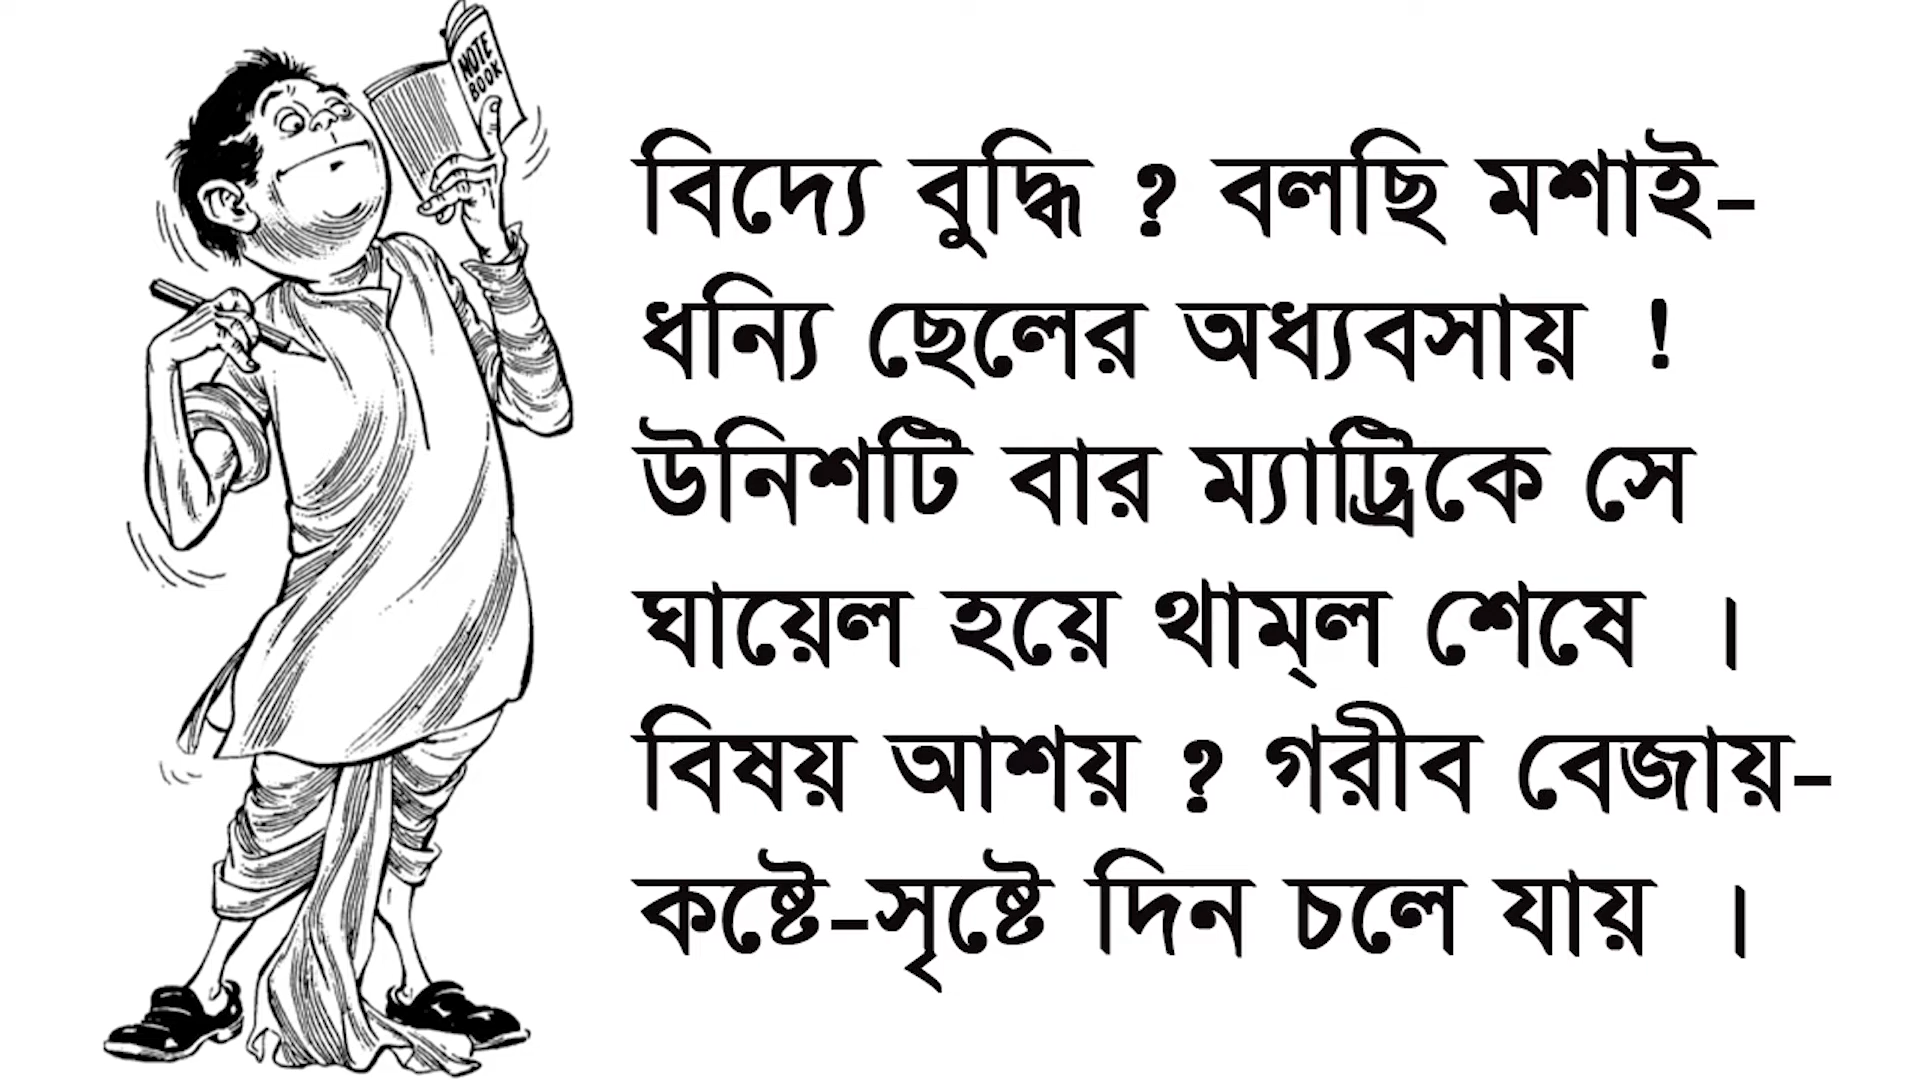 NOTE
BOOK
বিদ্যে বুদ্ধি ? বলছি মশাই-
ধন্যি ছেলের অধ্যবসায় !
উনিশটি বার ম্যাট্রিকে সে
ঘায়েল হয়ে থাম্‌ল শেষে ।
বিষয় আশয় ? গরীব বেজায়-
কষ্টে-সৃষ্টে দিন চলে যায় ।